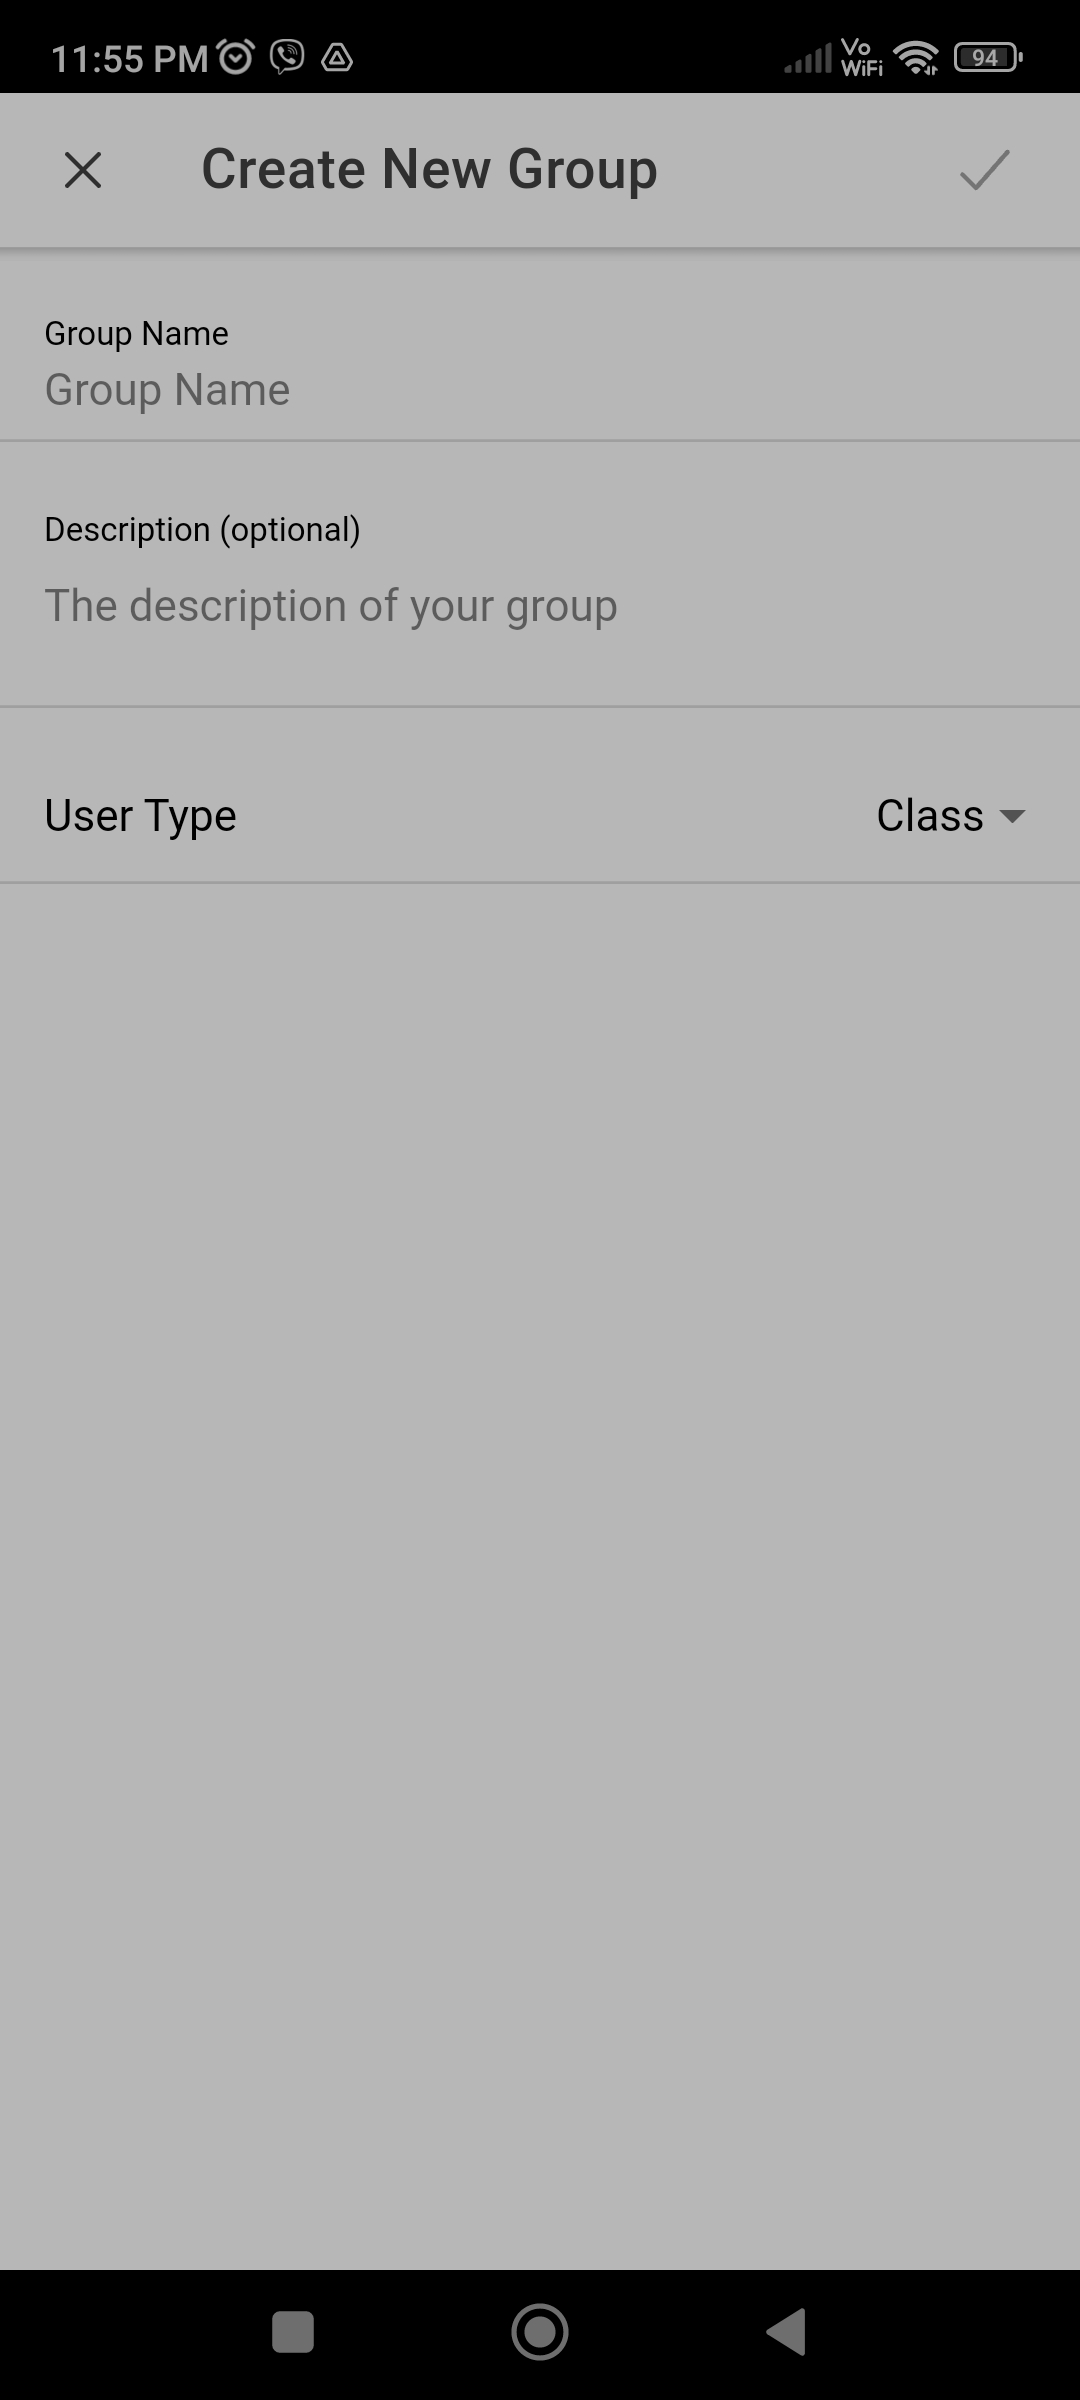 11:55 PM
Vo
WiFi
94
Create New Group
Group Name
Group Name
Description (optional)
The description of your group
User Type
Class